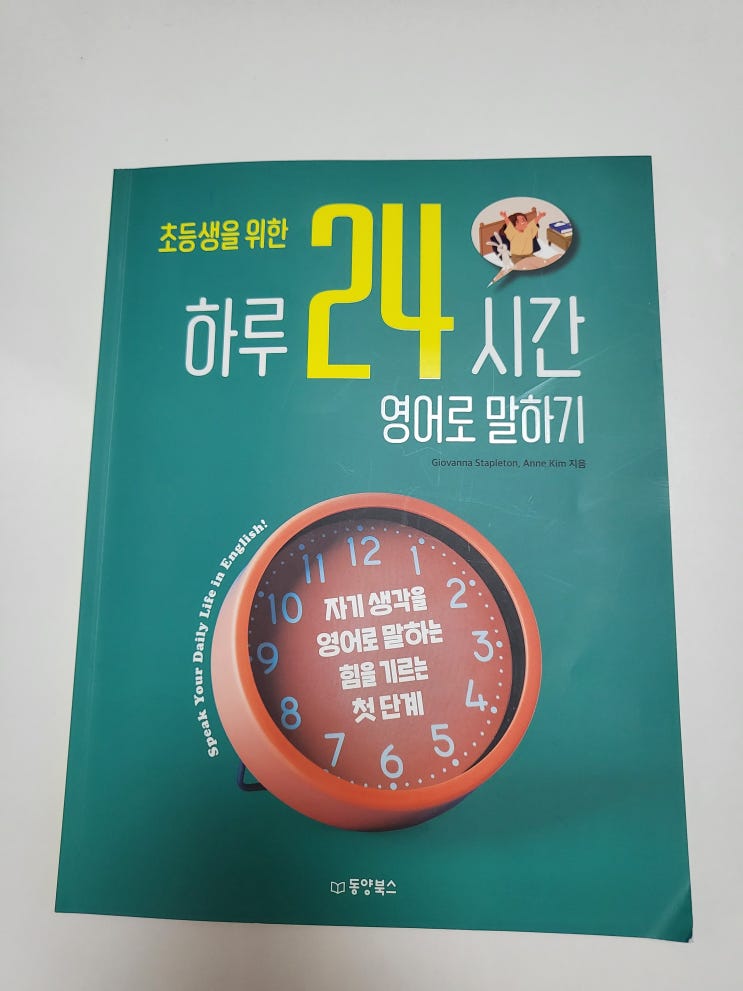 초등생을 위한
하루 24 시간
영어로 말하기
Giovanna Stapleton, Anne Kim 지음
Speak Your Daily Life in English!
12
1
2
3
4
5
6
7
8
9
10
11
자기 생각을
영어로 말하는
힘을 기르는
첫 단계
동양북스